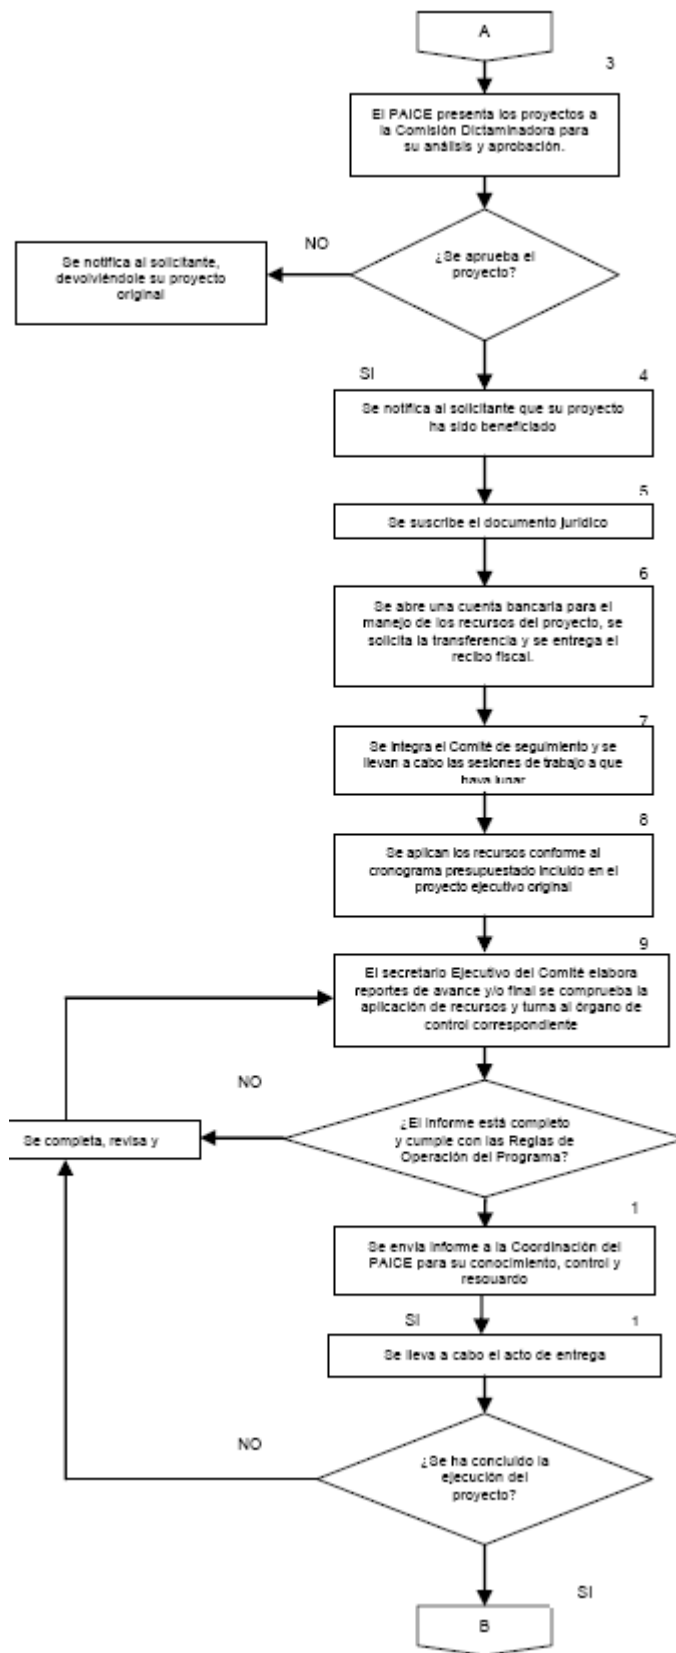 A
3
El PAICE presenta los proyectos a
la Comisión Dictaminadora para
su análisis y aprobación.
NO
¿Se aprueba el
proyecto?
Se notifica al solicitante,
devolviéndole su proyecto
original
SI
4
Se notifica al solicitante que su proyecto
ha sido beneficiado
5
Se suscribe el documento jurídico
6
Se abre una cuenta bancaria para el
manejo de los recursos del proyecto, se
solicita la transferencia y se entrega el
recibo fiscal.
7
Se integra el Comité de seguimiento y se
llevan a cabo las sesiones de trabajo a que
haya lugar
8
Se aplican los recursos conforme al
cronograma presupuestado incluido en el
proyecto ejecutivo original
9
El secretario Ejecutivo del Comité elabora
reportes de avance y/o final se comprueba la
aplicación de recursos y turna al órgano de
control correspondiente
NO
¿El informe está completo
y cumple con las Reglas de
Operación del Programa?
Se completa, revisa y
1
Se envía informe a la Coordinación del
PAICE para su conocimiento, control y
resguardo
SI
1
Se lleva a cabo el acto de entrega
NO
¿Se ha concluido la
ejecución del
proyecto?
SI
B